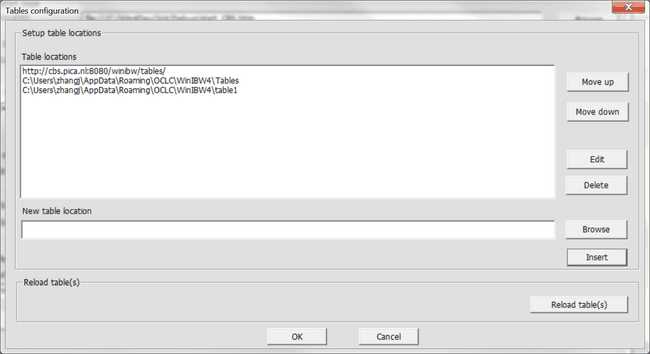 Tables configuration
Setup table locations
Table locations
http://cbs.pica.nl:8080/winibw/tables/
C:\Users\zhangj\AppData\Roaming\OCLC\WinIBW4\Tables
C:\Users\zhangj\AppData\Roaming\OCLC\WinIBW4\table1
Move up
Move down
Edit
Delete
New table location
Browse
Insert
Reload table(s)
Reload table(s)
OK
Cancel